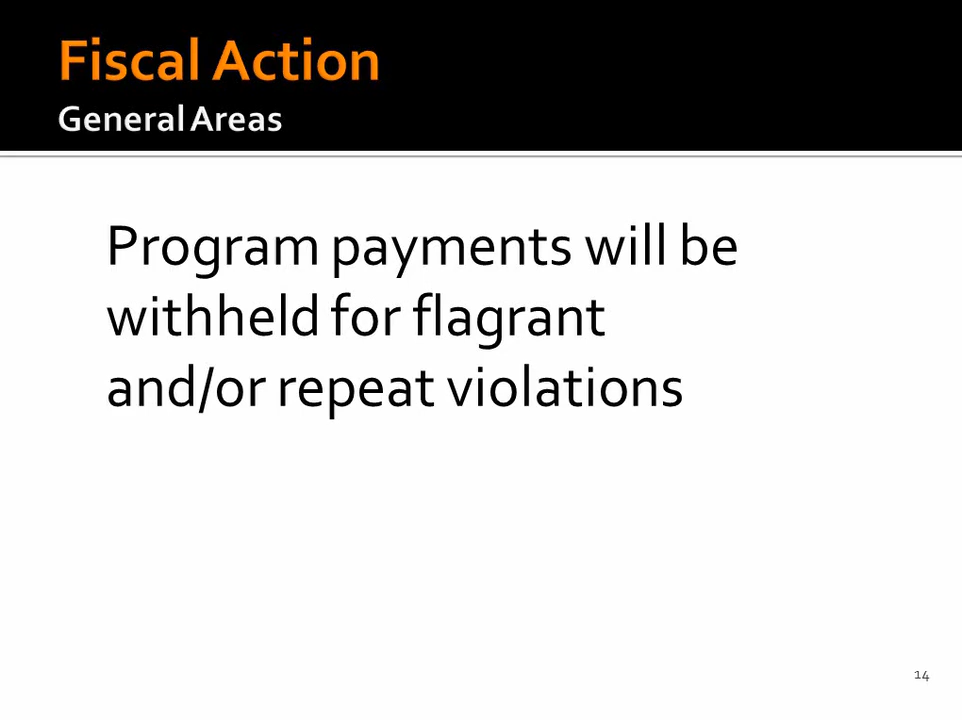 Fiscal Action
General Areas
Program payments will be
withheld for flagrant
and/or repeat violations
14